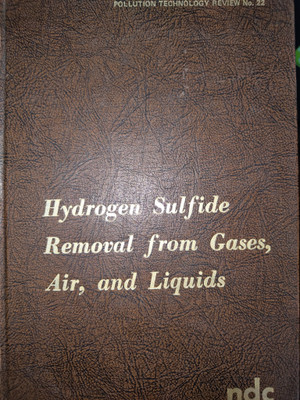 POLLUTION TECHNOLOGY REVIEW No. 22
Hydrogen Sulfide
Removal from Gases,
Air, and Liquids
ndc